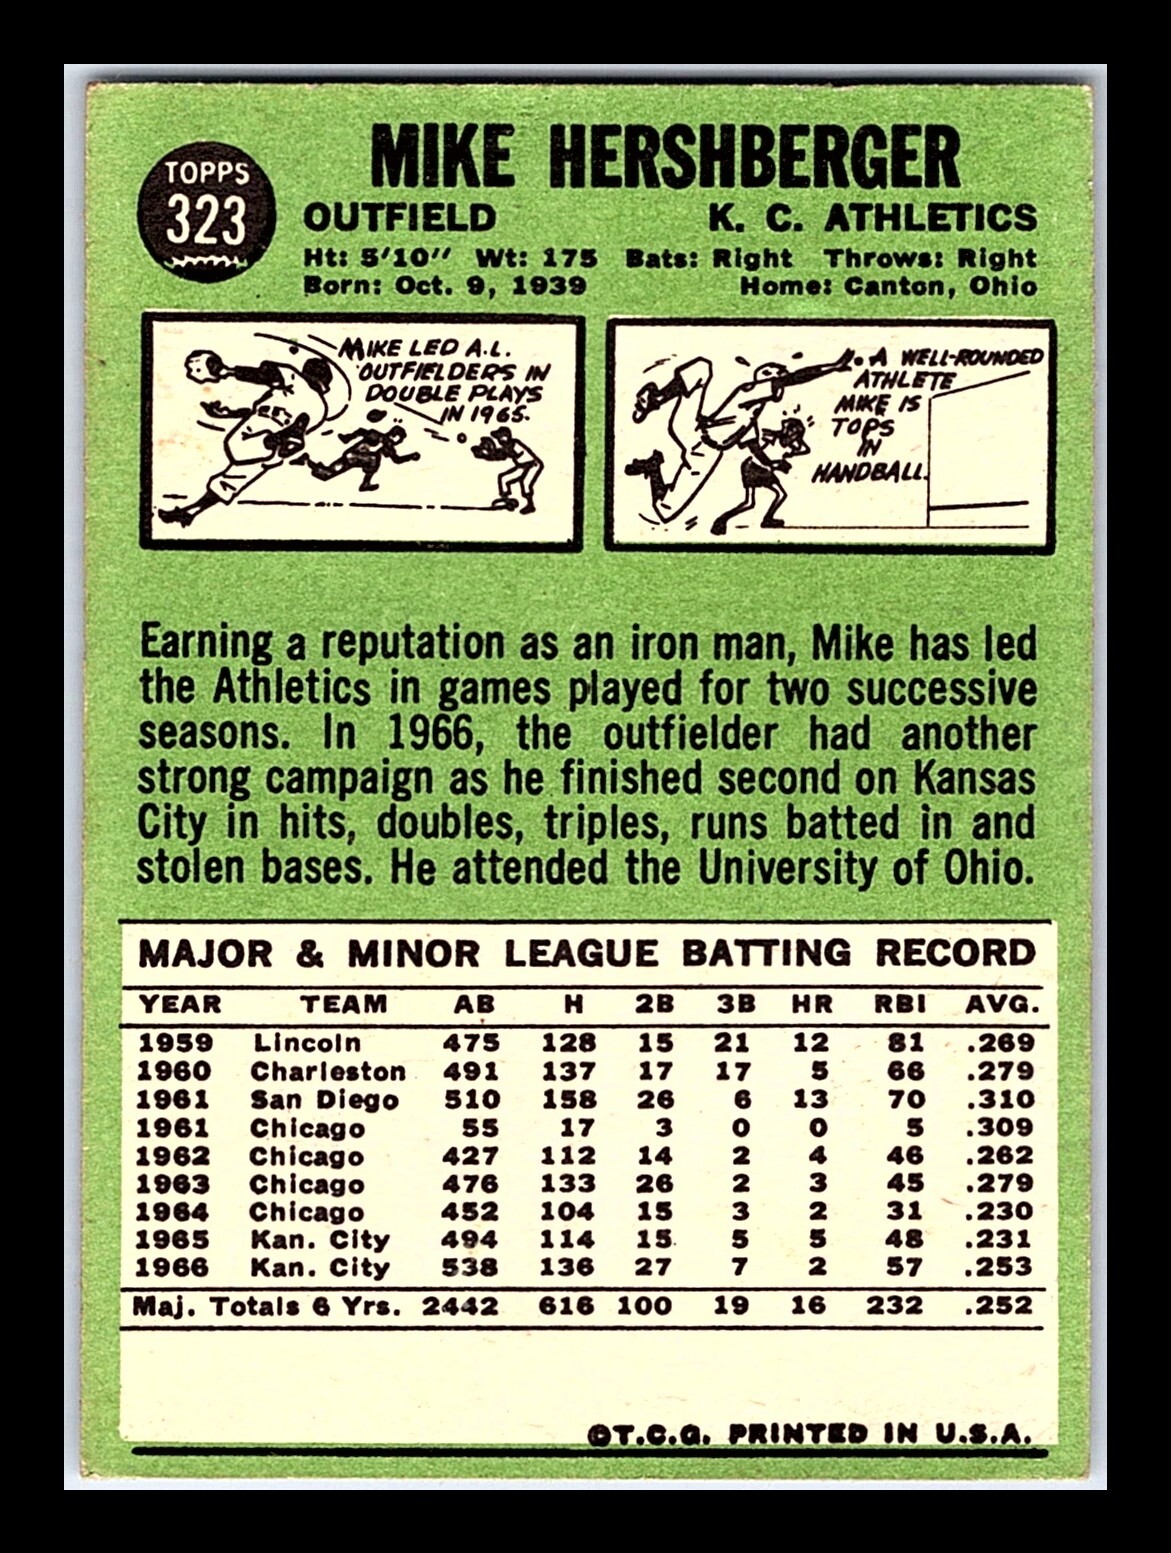 TOPPS
323
MIKE HERSHBERGER
OUTFIELD K. C. ATHLETICS
Ht: 5'10" Wt: 175 Bats: Right Throws: Right
Born: Oct. 9, 1939 Home: Canton, Ohio
MIKE LED A.L.
OUTFIELDERS IN
DOUBLE PLAYS
IN 1965.
A WELL-ROUNDED
ATHLETE
MIKE IS
TOPS
IN
HANDBALL.
Earning a reputation as an iron man, Mike has led
the Athletics in games played for two successive
seasons. In 1966, the outfielder had another
strong campaign as he finished second on Kansas
City in hits, doubles, triples, runs batted in and
stolen bases. He attended the University of Ohio.
MAJOR & MINOR LEAGUE BATTING RECORD
YEAR TEAM AB H 2B 3B HR RBI AVG.
1959 Lincoln 475 128 15 21 12 81 .269
1960 Charleston 491 137 17 17 5 66 .279
1961 San Diego 510 158 26 6 13 70 .310
1961 Chicago 55 17 3 0 0 5 .309
1962 Chicago 427 112 14 2 4 46 .262
1963 Chicago 476 133 26 2 3 45 .279
1964 Chicago 452 104 15 3 2 31 .230
1965 Kan. City 494 114 15 5 5 48 .231
1966 Kan. City 538 136 27 7 2 57 .253
Maj. Totals 6 Yrs. 2442 616 100 19 16 232 .252
©T.C.G. PRINTED IN U.S.A.